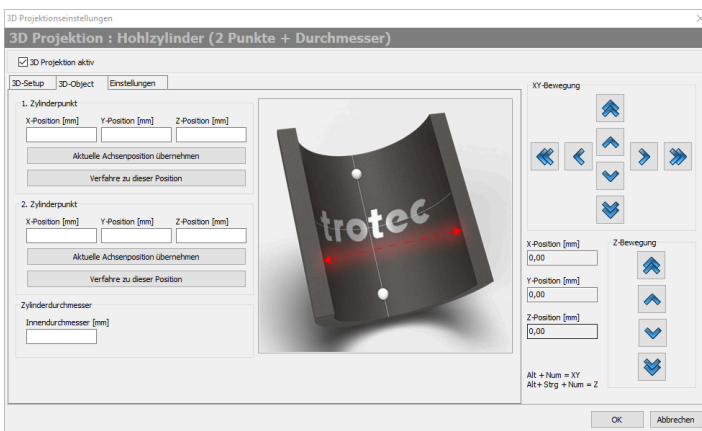 3D Projektionseinstellungen
3D Projektion : Hohlzylinder (2 Punkte + Durchmesser)
3D Projektion aktiv
3D-Setup 3D-Object Einstellungen
1. Zylinderpunkt
X-Position [mm] Y-Position [mm] Z-Position [mm]
Aktuelle Achsenposition übernehmen
Verfahre zu dieser Position
2. Zylinderpunkt
X-Position [mm] Y-Position [mm] Z-Position [mm]
Aktuelle Achsenposition übernehmen
Verfahre zu dieser Position
Zylinderdurchmesser
Innendurchmesser [mm]
trotec
XY-Bewegung
X-Position [mm]
0,00
Y-Position [mm]
0,00
Z-Position [mm]
0,00
Z-Bewegung
Alt + Num = XY
Alt+ Strg + Num = Z
OK Abbrechen